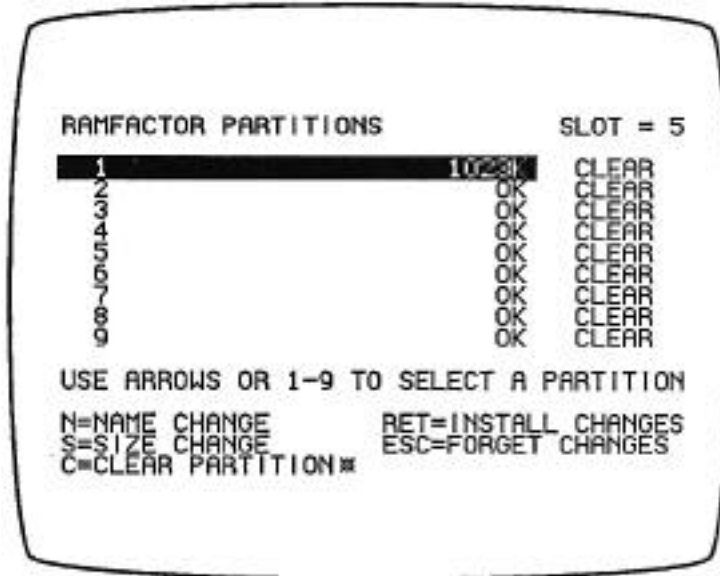 RAMFACTOR PARTITIONS SLOT = 5
1 1023K CLEAR
2 0K CLEAR
3 0K CLEAR
4 0K CLEAR
5 0K CLEAR
6 0K CLEAR
7 0K CLEAR
8 0K CLEAR
9 0K CLEAR
USE ARROWS OR 1-9 TO SELECT A PARTITION
N=NAME CHANGE RET=INSTALL CHANGES
S=SIZE CHANGE ESC=FORGET CHANGES
C=CLEAR PARTITION¤